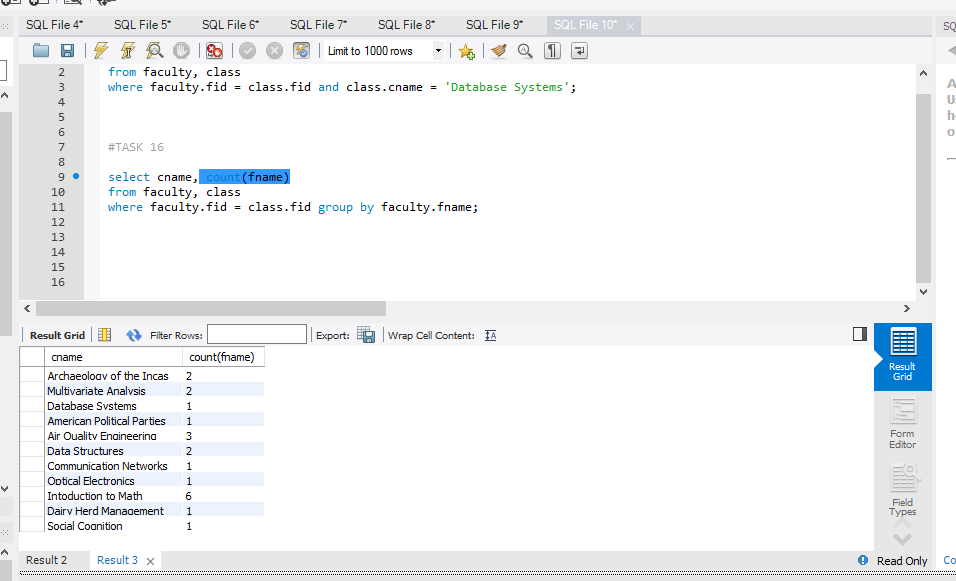 SQL File 4* SQL File 5* SQL File 6* SQL File 7* SQL File 8* SQL File 9* SQL File 10*
Limit to 1000 rows
2 from faculty, class
3 where faculty.fid = class.fid and class.cname = 'Database Systems';
4
5
6
7 #TASK 16
8
9 select cname, count(fname)
10 from faculty, class
11 where faculty.fid = class.fid group by faculty.fname;
12
13
14
15
16
Result Grid Filter Rows: Export: Wrap Cell Content:
cname count(fname)
Archaeology of the Incas 2
Multivariate Analysis 2
Database Systems 1
American Political Parties 1
Air Quality Engineering 3
Data Structures 2
Communication Networks 1
Optical Electronics 1
Intoduction to Math 6
Dairy Herd Management 1
Social Cognition 1
Result Grid
Form Editor
Field Types
Result 2 Result 3 Read Only